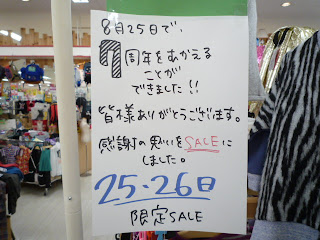 8月25日で、
7周年をむかえる
ことが
できました!!
皆様ありがとうございます。
感謝の思いをSALEに
しました。
25・26日
限定SALE